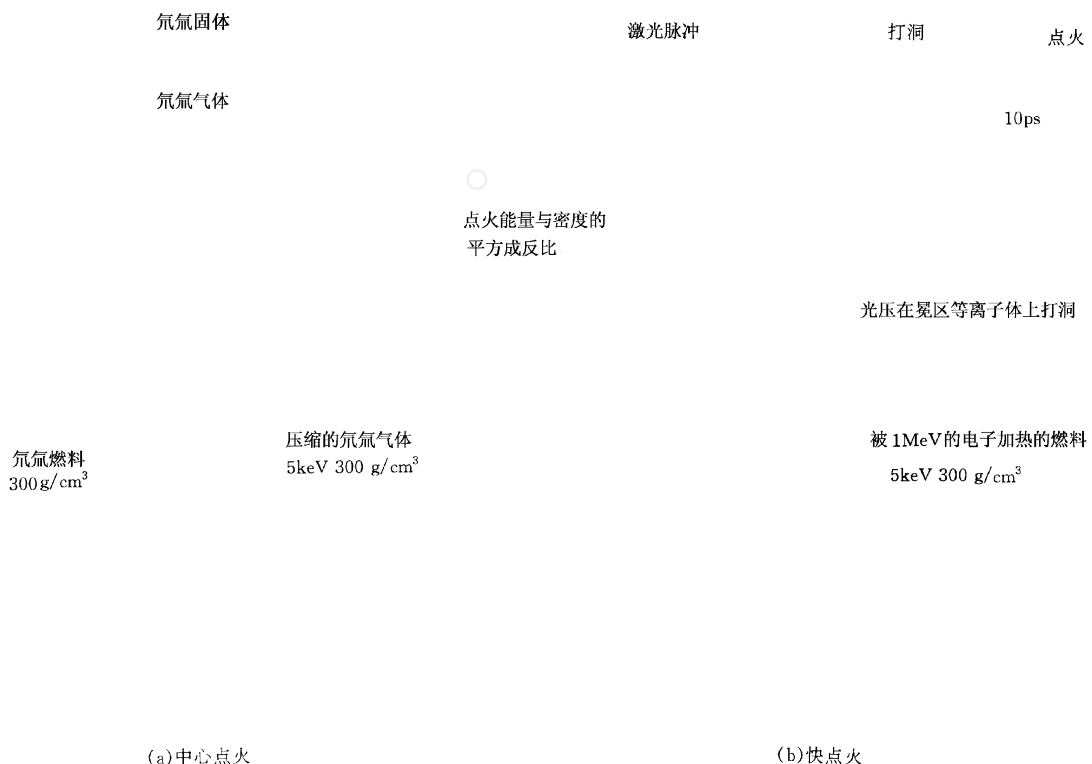 氘氚固体
激光脉冲
打洞
点火
氘氚气体
10ps
点火能量与密度的
平方成反比
光压在冕区等离子体上打洞
氘氚燃料
300g/cm³
压缩的氘氚气体
5keV 300 g/cm³
被1MeV的电子加热的燃料
5keV 300 g/cm³
(a)中心点火
(b)快点火